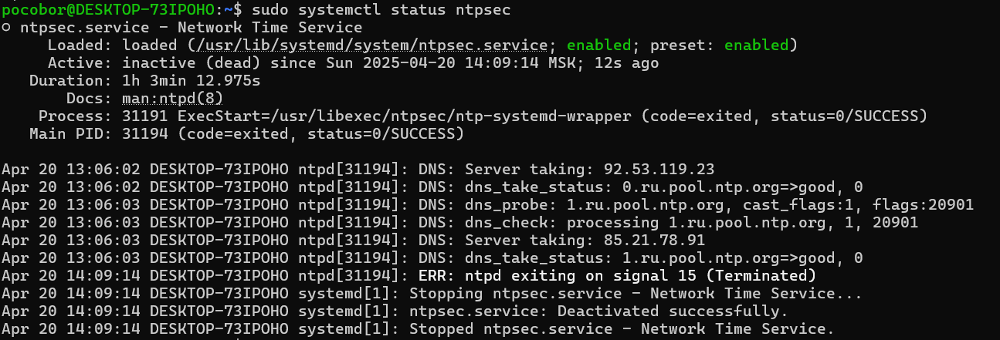 pocobor@DESKTOP-73IPOHO:~$ sudo systemctl status ntpsec
○ ntpsec.service - Network Time Service
Loaded: loaded (/usr/lib/systemd/system/ntpsec.service; enabled; preset: enabled)
Active: inactive (dead) since Sun 2025-04-20 14:09:14 MSK; 12s ago
Duration: 1h 3min 12.975s
Docs: man:ntpd(8)
Process: 31191 ExecStart=/usr/libexec/ntpsec/ntp-systemd-wrapper (code=exited, status=0/SUCCESS)
Main PID: 31194 (code=exited, status=0/SUCCESS)
Apr 20 13:06:02 DESKTOP-73IPOHO ntpd[31194]: DNS: Server taking: 92.53.119.23
Apr 20 13:06:02 DESKTOP-73IPOHO ntpd[31194]: DNS: dns_take_status: 0.ru.pool.ntp.org=>good, 0
Apr 20 13:06:03 DESKTOP-73IPOHO ntpd[31194]: DNS: dns_probe: 1.ru.pool.ntp.org, cast_flags:1, flags:20901
Apr 20 13:06:03 DESKTOP-73IPOHO ntpd[31194]: DNS: dns_check: processing 1.ru.pool.ntp.org, 1, 20901
Apr 20 13:06:03 DESKTOP-73IPOHO ntpd[31194]: DNS: Server taking: 85.21.78.91
Apr 20 13:06:03 DESKTOP-73IPOHO ntpd[31194]: DNS: dns_take_status: 1.ru.pool.ntp.org=>good, 0
Apr 20 14:09:14 DESKTOP-73IPOHO ntpd[31194]: ERR: ntpd exiting on signal 15 (Terminated)
Apr 20 14:09:14 DESKTOP-73IPOHO systemd[1]: Stopping ntpsec.service - Network Time Service...
Apr 20 14:09:14 DESKTOP-73IPOHO systemd[1]: ntpsec.service: Deactivated successfully.
Apr 20 14:09:14 DESKTOP-73IPOHO systemd[1]: Stopped ntpsec.service - Network Time Service.